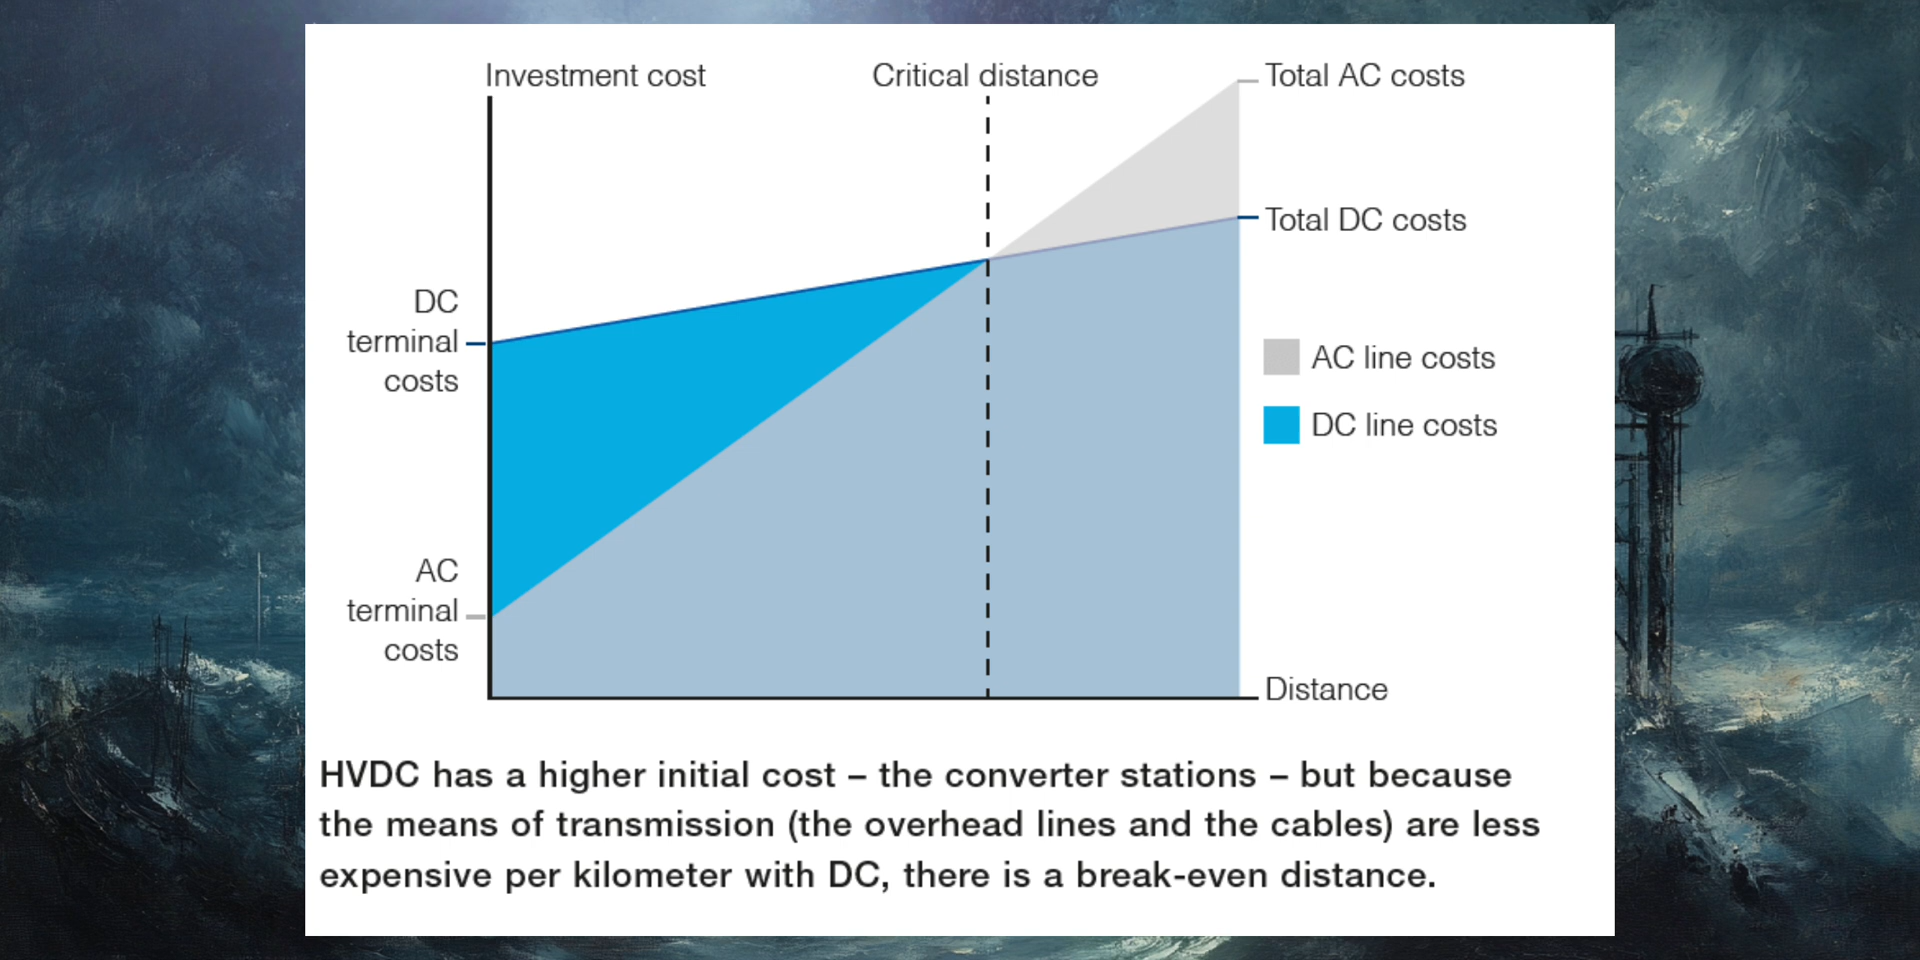 Investment cost
Critical distance
Total AC costs
Total DC costs
DC
terminal
costs
AC line costs
DC line costs
AC
terminal
costs
Distance
HVDC has a higher initial cost – the converter stations – but because
the means of transmission (the overhead lines and the cables) are less
expensive per kilometer with DC, there is a break-even distance.